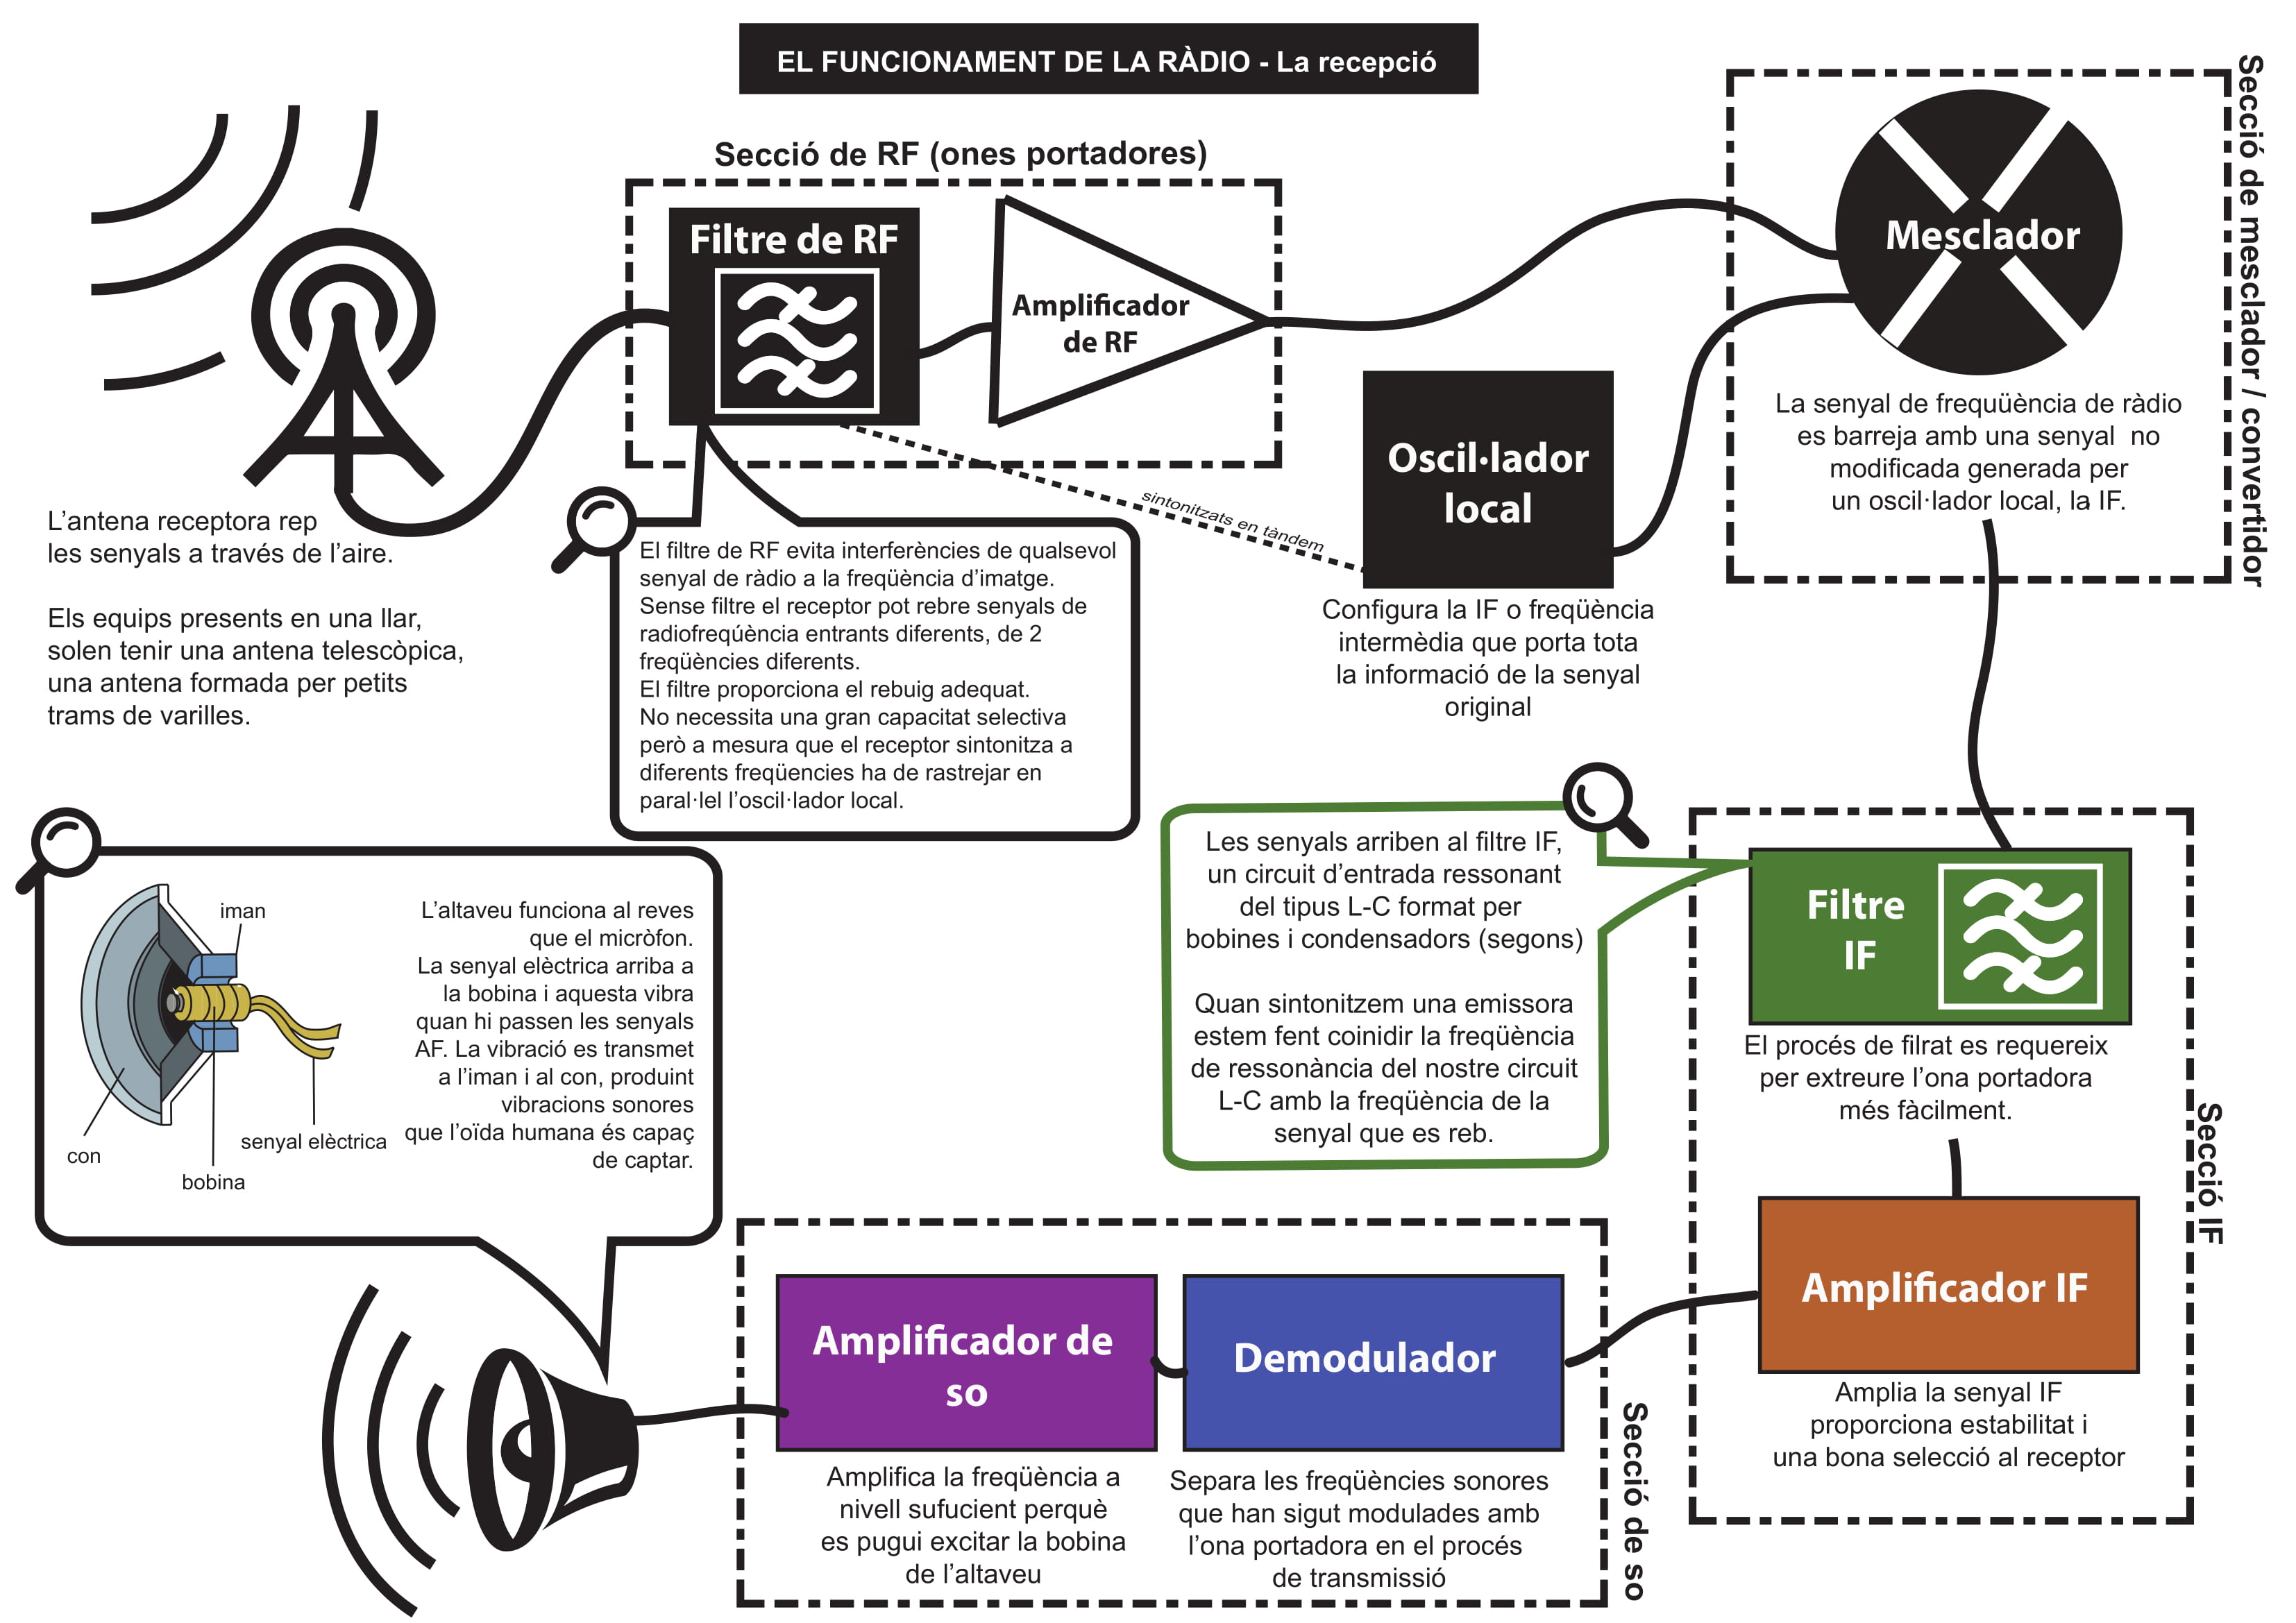 EL FUNCIONAMENT DE LA RÀDIO - La recepció
Secció de RF (ones portadores)
Filtre de RF
Amplificador
de RF
Mesclador
Secció de mesclador / convertidor
La senyal de frequüència de ràdio
es barreja amb una senyal no
modificada generada per
un oscil·lador local, la IF.
Oscil·lador
local
sintonitzats en tàndem
Configura la IF o freqüència
intermèdia que porta tota
la informació de la senyal
original
L'antena receptora rep
les senyals a través de l'aire.
Els equips presents en una llar,
solen tenir una antena telescòpica,
una antena formada per petits
trams de varilles.
El filtre de RF evita interferències de qualsevol
senyal de ràdio a la freqüència d'imatge.
Sense filtre el receptor pot rebre senyals de
radiofreqúència entrants diferents, de 2
freqüències diferents.
El filtre proporciona el rebuig adequat.
No necessita una gran capacitat selectiva
però a mesura que el receptor sintonitza a
diferents freqüencies ha de rastrejar en
paral·lel l'oscil·lador local.
Les senyals arriben al filtre IF,
un circuit d'entrada ressonant
del tipus L-C format per
bobines i condensadors (segons)
Quan sintonitzem una emissora
estem fent coinidir la freqüència
de ressonància del nostre circuit
L-C amb la freqüència de la
senyal que es reb.
Filtre
IF
El procés de filrat es requereix
per extreure l'ona portadora
més fàcilment.
Secció IF
Amplificador IF
Amplia la senyal IF
proporciona estabilitat i
una bona selecció al receptor
iman
con
bobina
senyal elèctrica
L'altaveu funciona al reves
que el micròfon.
La senyal elèctrica arriba a
la bobina i aquesta vibra
quan hi passen les senyals
AF. La vibració es transmet
a l'iman i al con, produint
vibracions sonores
que l'oïda humana és capaç
de captar.
Amplificador de
so
Amplifica la freqüència a
nivell sufucient perquè
es pugui excitar la bobina
de l'altaveu
Demodulador
Separa les freqüències sonores
que han sigut modulades amb
l'ona portadora en el procés
de transmissió
Secció de so